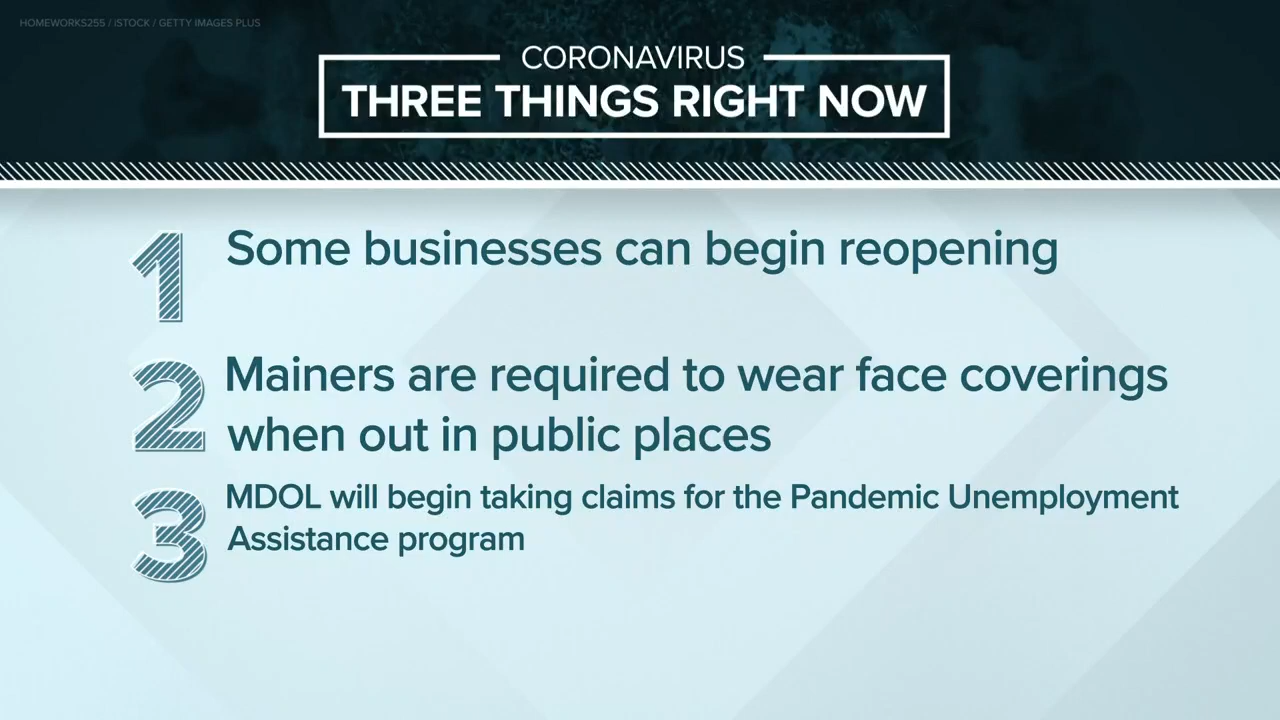 HOMEWORKS255 / iSTOCK / GETTY IMAGES PLUS
CORONAVIRUS
THREE THINGS RIGHT NOW
1 Some businesses can begin reopening
2 Mainers are required to wear face coverings
when out in public places
3 MDOL will begin taking claims for the Pandemic Unemployment
Assistance program